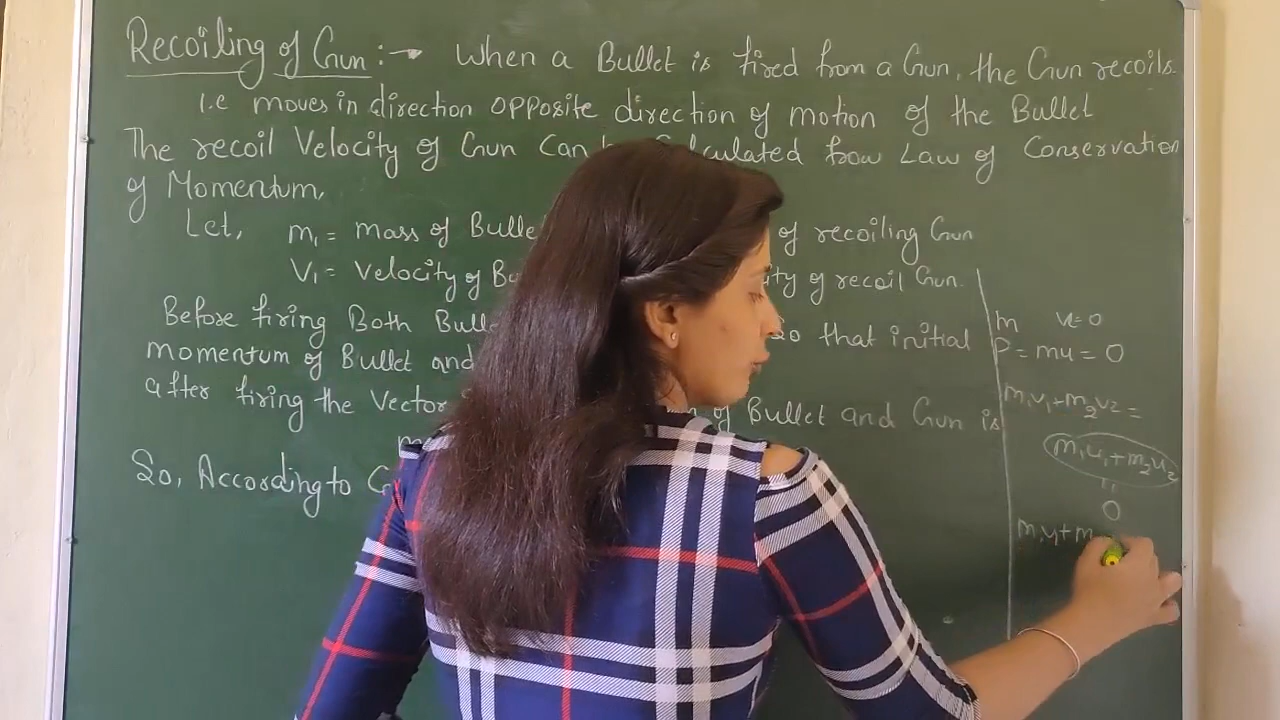 Recoiling of Gun :→ When a Bullet is fired from a Gun, the Gun recoils.
i.e moves in direction opposite direction of motion of the Bullet
The recoil Velocity of Gun Can Calculated from Law of Conservation
of Momentum,
Let, m₁ = mass of of recoiling Gun
V₁ = Velocity of of recoil Gun.
Before firing Both so that initial
momentum of Bullet and
after firing the Vector of Bullet and Gun is
So, According to
m u=0
P = mu = 0
m₁v₁+m₂v₂ =
m₁u₁+m₂u₂
=
0
m₁v₁+m